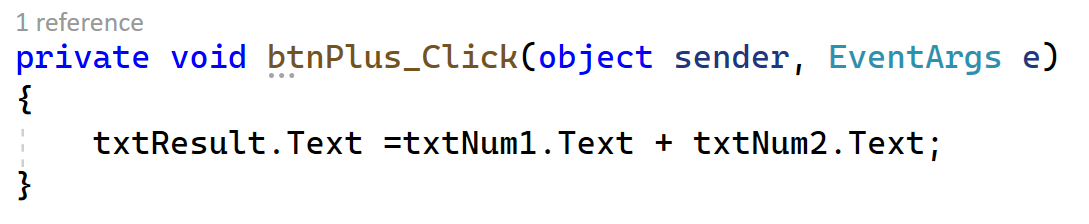 1 reference
private void btnPlus_Click(object sender, EventArgs e)
{
    txtResult.Text =txtNum1.Text + txtNum2.Text;
}